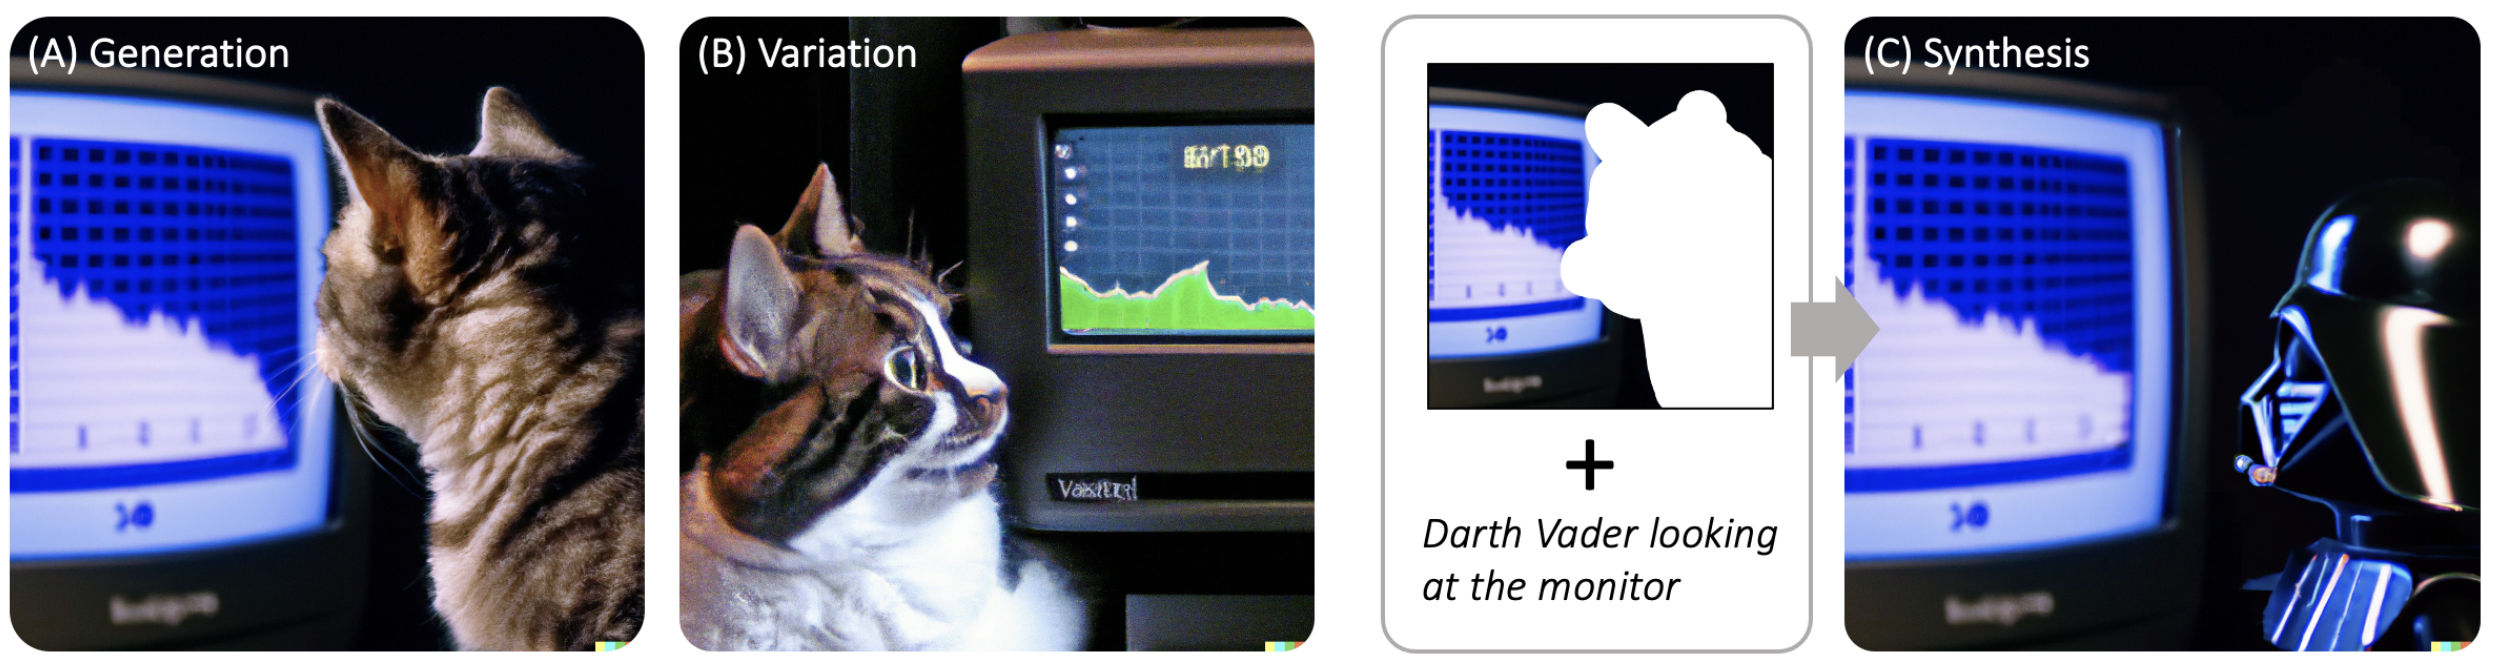 (A) Generation
(B) Variation
(C) Synthesis
+
Darth Vader looking
at the monitor